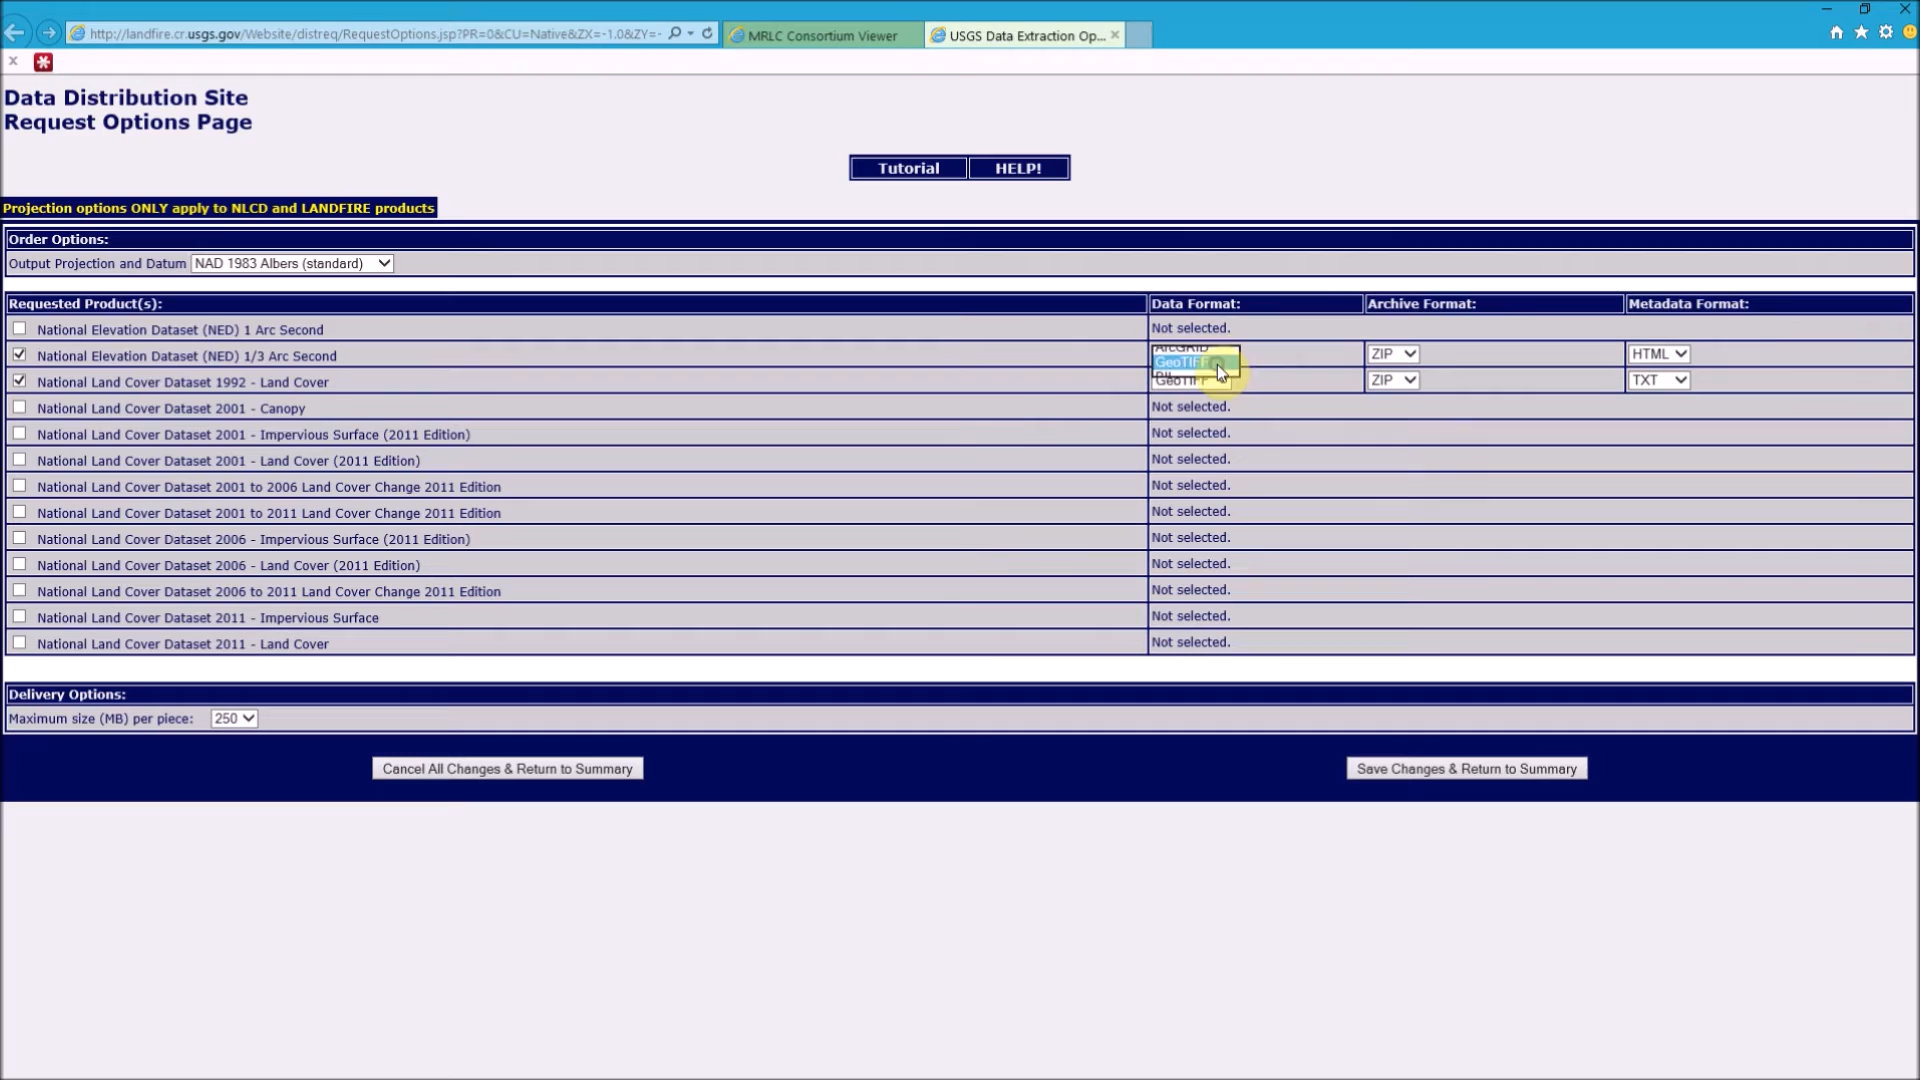 http://landfire.cr.usgs.gov/Website/distreq/RequestOptions.jsp?PR=0&CU=Native&ZX=-1.0&ZY=-
MRLC Consortium Viewer
USGS Data Extraction Op...
Data Distribution Site
Request Options Page
Tutorial
HELP!
Projection options ONLY apply to NLCD and LANDFIRE products
Order Options:
Output Projection and Datum NAD 1983 Albers (standard)
Requested Product(s): Data Format: Archive Format: Metadata Format:
National Elevation Dataset (NED) 1 Arc Second Not selected.
ArcGRID
National Elevation Dataset (NED) 1/3 Arc Second GeoTIFF ZIP HTML
National Land Cover Dataset 1992 - Land Cover GeoTIFF ZIP TXT
National Land Cover Dataset 2001 - Canopy Not selected.
National Land Cover Dataset 2001 - Impervious Surface (2011 Edition) Not selected.
National Land Cover Dataset 2001 - Land Cover (2011 Edition) Not selected.
National Land Cover Dataset 2001 to 2006 Land Cover Change 2011 Edition Not selected.
National Land Cover Dataset 2001 to 2011 Land Cover Change 2011 Edition Not selected.
National Land Cover Dataset 2006 - Impervious Surface (2011 Edition) Not selected.
National Land Cover Dataset 2006 - Land Cover (2011 Edition) Not selected.
National Land Cover Dataset 2006 to 2011 Land Cover Change 2011 Edition Not selected.
National Land Cover Dataset 2011 - Impervious Surface Not selected.
National Land Cover Dataset 2011 - Land Cover Not selected.
Delivery Options:
Maximum size (MB) per piece: 250
Cancel All Changes & Return to Summary
Save Changes & Return to Summary